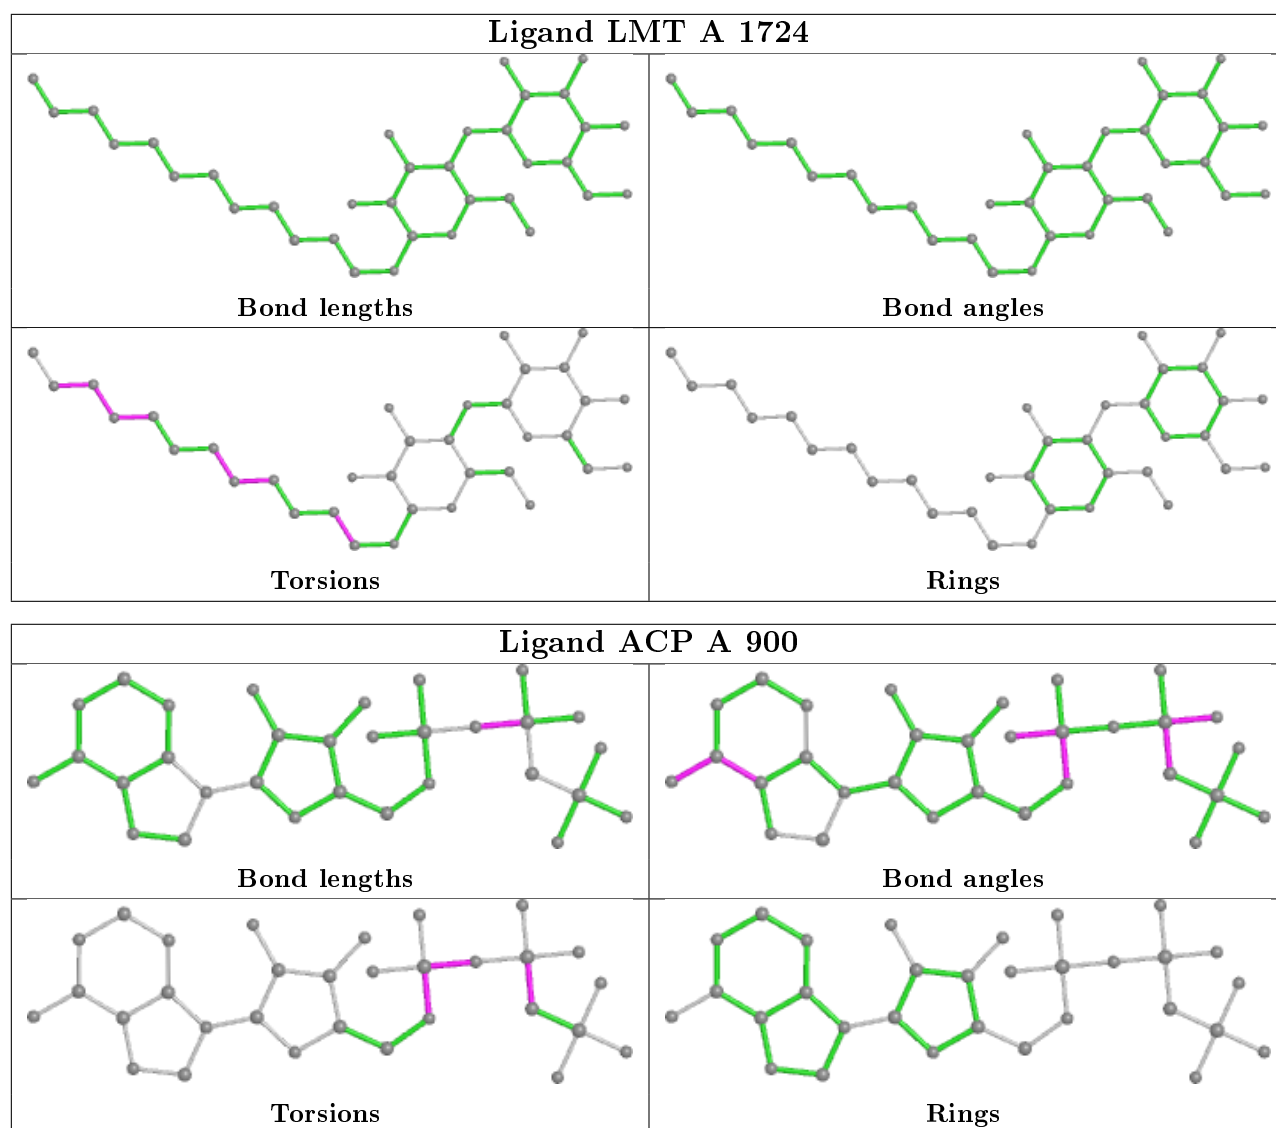 Ligand LMT A 1724
Bond lengths
Bond angles
Torsions
Rings
Ligand ACP A 900
Bond lengths
Bond angles
Torsions
Rings